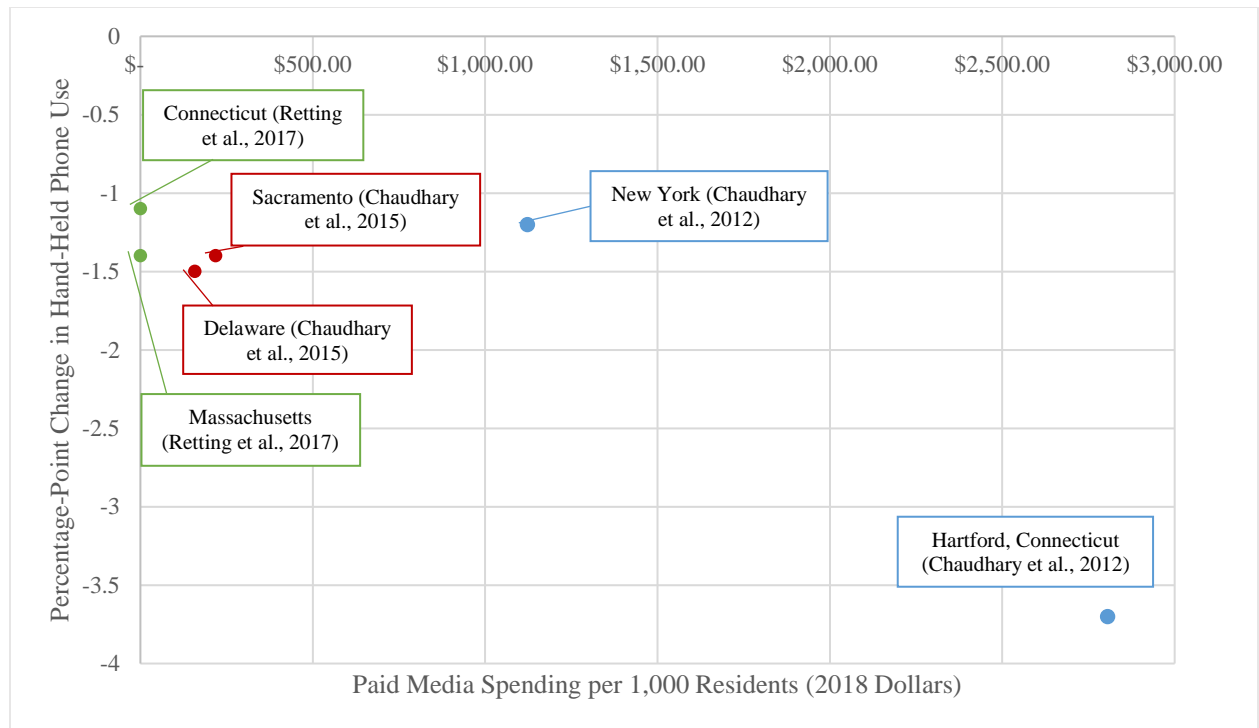 0
$-
$500.00
$1,000.00
$1,500.00
$2,000.00
$2,500.00
$3,000.00
-0.5
-1
-1.5
-2
-2.5
-3
-3.5
-4
Percentage-Point Change in Hand-Held Phone Use
Connecticut (Retting
et al., 2017)
Sacramento (Chaudhary
et al., 2015)
New York (Chaudhary
et al., 2012)
Delaware (Chaudhary
et al., 2015)
Massachusetts
(Retting et al., 2017)
Hartford, Connecticut
(Chaudhary et al., 2012)
Paid Media Spending per 1,000 Residents (2018 Dollars)